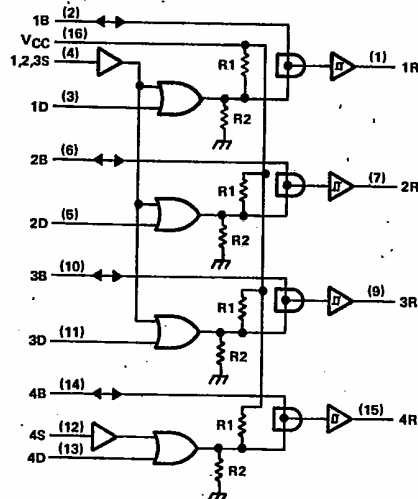 1B (2)
VCC (16)
1,2,3S (4)
R1
(1)
1R
1D (3)
R2
2B (6)
R1
(7)
2R
2D (5)
R2
3B (10)
R1
(9)
3R
3D (11)
R2
4B (14)
R1
(15)
4R
4S (12)
4D (13)
R2